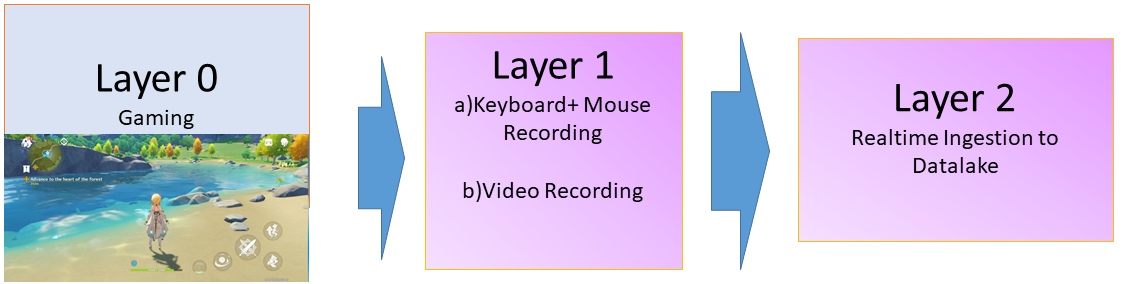 Layer 0
Gaming
Advance to the heart of the forest
Layer 1
a)Keyboard+ Mouse
Recording
b)Video Recording
Layer 2
Realtime Ingestion to
Datalake